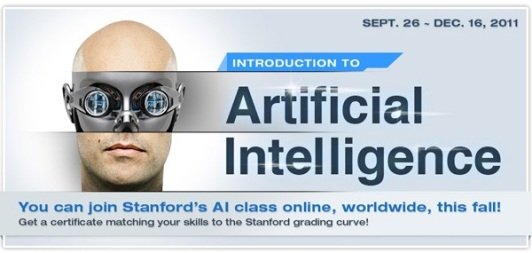 SEPT. 26 ~ DEC. 16, 2011
INTRODUCTION TO
Artificial
Intelligence
You can join Stanford's AI class online, worldwide, this fall!
Get a certificate matching your skills to the Stanford grading curve!